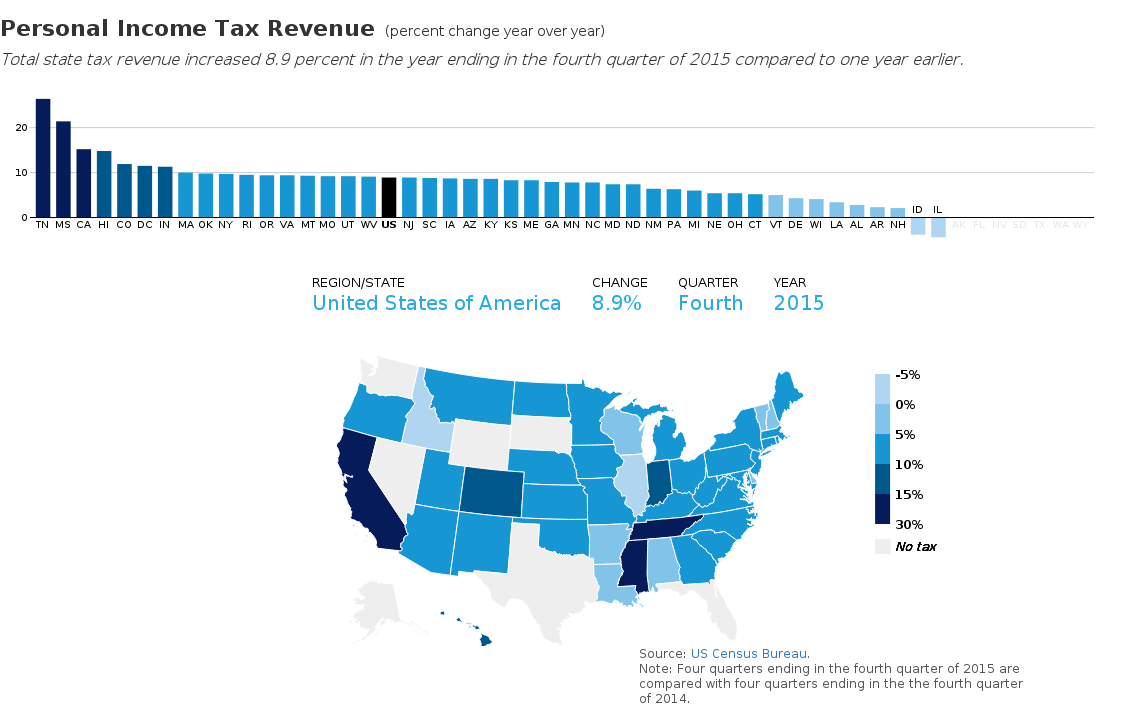 Personal Income Tax Revenue (percent change year over year)
Total state tax revenue increased 8.9 percent in the year ending in the fourth quarter of 2015 compared to one year earlier.
20
10
0
TN MS CA HI CO DC IN MA OK NY RI OR VA MT MO UT WV US NJ SC IA AZ KY KS ME GA MN NC MD ND NM PA MI NE OH CT VT DE WI LA AL AR NH ID IL AK FL NV SD TX WA WY
REGION/STATE CHANGE QUARTER YEAR
United States of America 8.9% Fourth 2015
-5%
0%
5%
10%
15%
30%
No tax
Source: US Census Bureau.
Note: Four quarters ending in the fourth quarter of 2015 are
compared with four quarters ending in the the fourth quarter
of 2014.